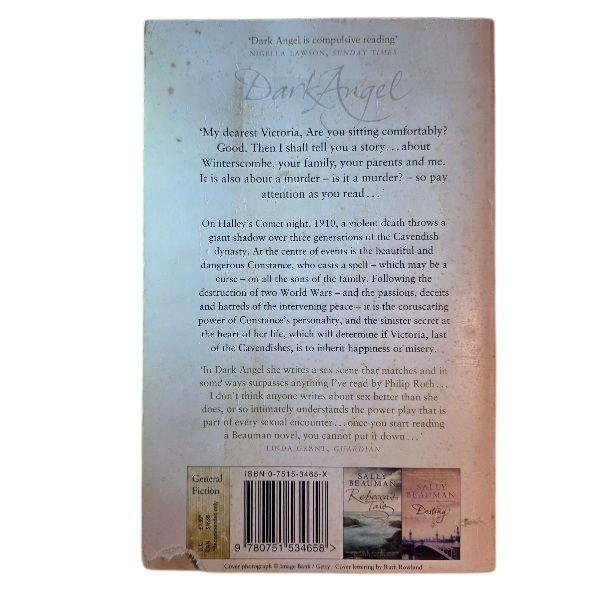 'Dark Angel is compulsive reading'
NIGELLA LAWSON, SUNDAY TIMES
Dark Angel
'My dearest Victoria, Are you sitting comfortably?
Good. Then I shall tell you a story... about
Winterscombe, your family, your parents and me.
It is also about a murder – is it a murder? – so pay
attention as you read...'
On Halley's Comet night, 1910, a violent death throws a
giant shadow over three generations of the Cavendish
dynasty. At the centre of events is the beautiful and
dangerous Constance, who casts a spell – which may be a
curse – on all the sons of the family. Following the
destruction of two World Wars – and the passions, deceits
and hatreds of the intervening peace – it is the coruscating
power of Constance's personality, and the sinister secret at
the heart of her life, which will determine if Victoria, last
of the Cavendishes, is to inherit happiness or misery.
'In Dark Angel she writes a sex scene that matches and in
some ways surpasses anything I've read by Philip Roth...
I don't think anyone writes about sex better than she
does, or so intimately understands the power play that is
part of every sexual encounter... once you start reading
a Beauman novel, you cannot put it down...'
LINDA GRANT, GUARDIAN
General
Fiction
ISBN 0-7515-3465-X
9 780751 534658 >
SALLY
BEAUMAN
Rebecca's
Tale
SALLY
BEAUMAN
Destiny
Cover photograph © Image Bank / Getty Cover lettering by Ruth Rowland